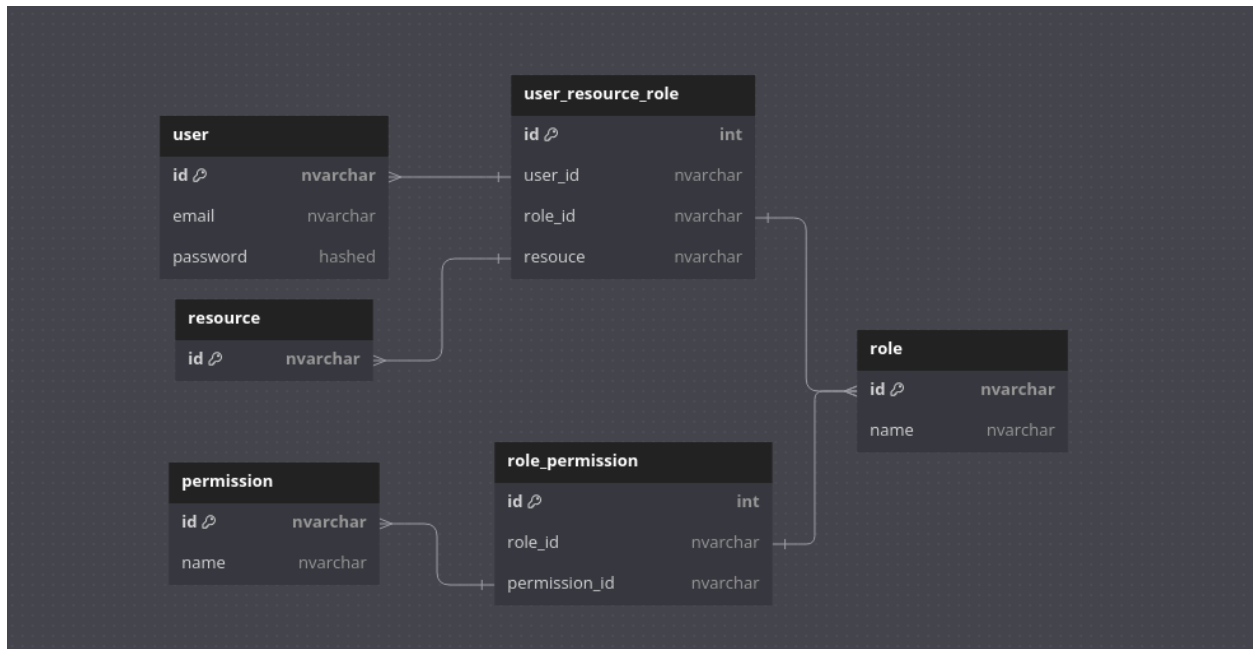 user
id nvarchar
email nvarchar
password hashed
resource
id nvarchar
user_resource_role
id int
user_id nvarchar
role_id nvarchar
resouce nvarchar
role
id nvarchar
name nvarchar
permission
id nvarchar
name nvarchar
role_permission
id int
role_id nvarchar
permission_id nvarchar